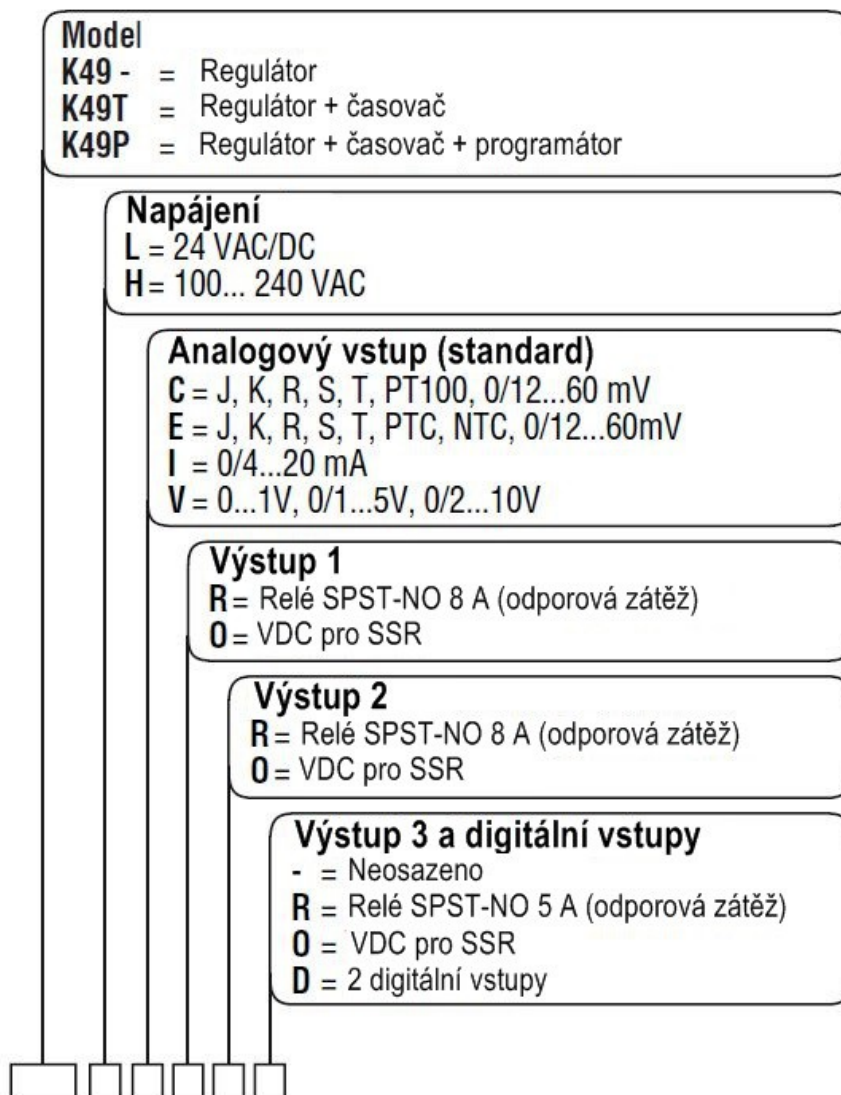 Model
K49 - = Regulátor
K49T = Regulátor + časovač
K49P = Regulátor + časovač + programátor
Napájení
L = 24 VAC/DC
H = 100... 240 VAC
Analogový vstup (standard)
C = J, K, R, S, T, PT100, 0/12...60 mV
E = J, K, R, S, T, PTC, NTC, 0/12...60mV
I = 0/4...20 mA
V = 0...1V, 0/1...5V, 0/2...10V
Výstup 1
R = Relé SPST-NO 8 A (odporová zátěž)
O = VDC pro SSR
Výstup 2
R = Relé SPST-NO 8 A (odporová zátěž)
O = VDC pro SSR
Výstup 3 a digitální vstupy
- = Neosazeno
R = Relé SPST-NO 5 A (odporová zátěž)
O = VDC pro SSR
D = 2 digitální vstupy